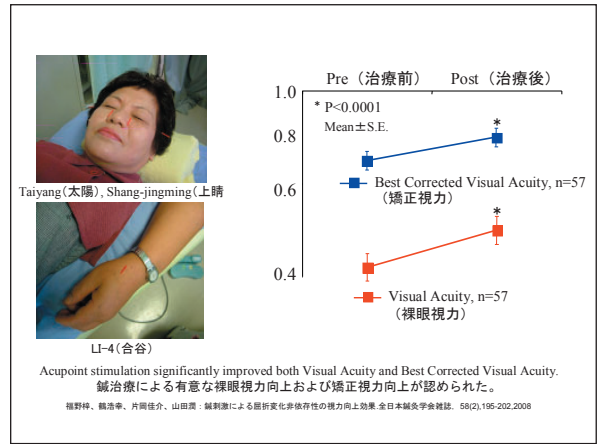 Pre（治療前）
Post（治療後）
1.0
* P<0.0001
Mean±S.E.
*
0.8
0.6
Best Corrected Visual Acuity, n=57
（矯正視力）
*
0.4
Visual Acuity, n=57
（裸眼視力）
Taiyang（太陽）, Shang-jingming（上睛
LI-4（合谷）
Acupoint stimulation significantly improved both Visual Acuity and Best Corrected Visual Acuity.
鍼治療による有意な裸眼視力向上および矯正視力向上が認められた。
福野梓、鶴浩幸、片岡佳介、山田潤：鍼刺激による屈折変化非依存性の視力向上効果.全日本鍼灸学会雑誌. 58(2),195-202,2008